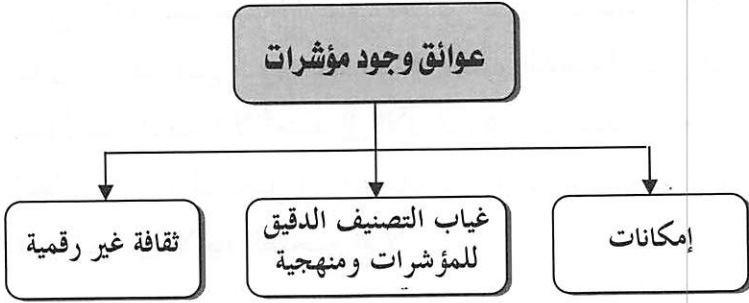 عوائق وجود مؤشرات
إمكانات
غياب التصنيف الدقيق
للمؤشرات ومنهجية
ثقافة غير رقمية